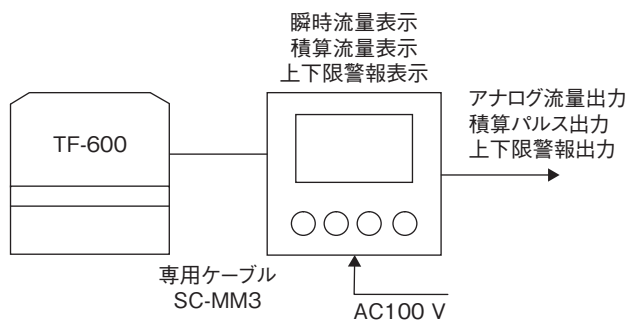 瞬時流量表示
積算流量表示
上下限警報表示
TF-600
アナログ流量出力
積算パルス出力
上下限警報出力
専用ケーブル
SC-MM3
AC100 V